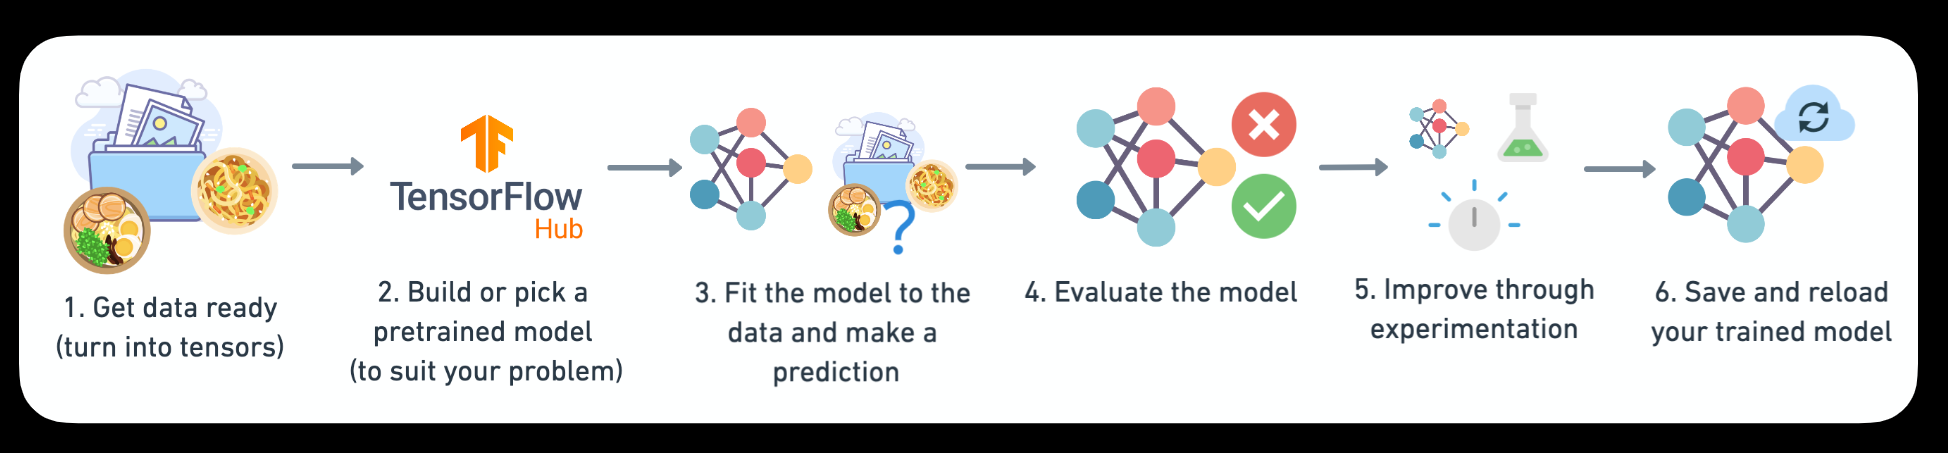 TensorFlow
Hub
1. Get data ready
(turn into tensors)
2. Build or pick a
pretrained model
(to suit your problem)
3. Fit the model to the
data and make a
prediction
4. Evaluate the model
5. Improve through
experimentation
6. Save and reload
your trained model